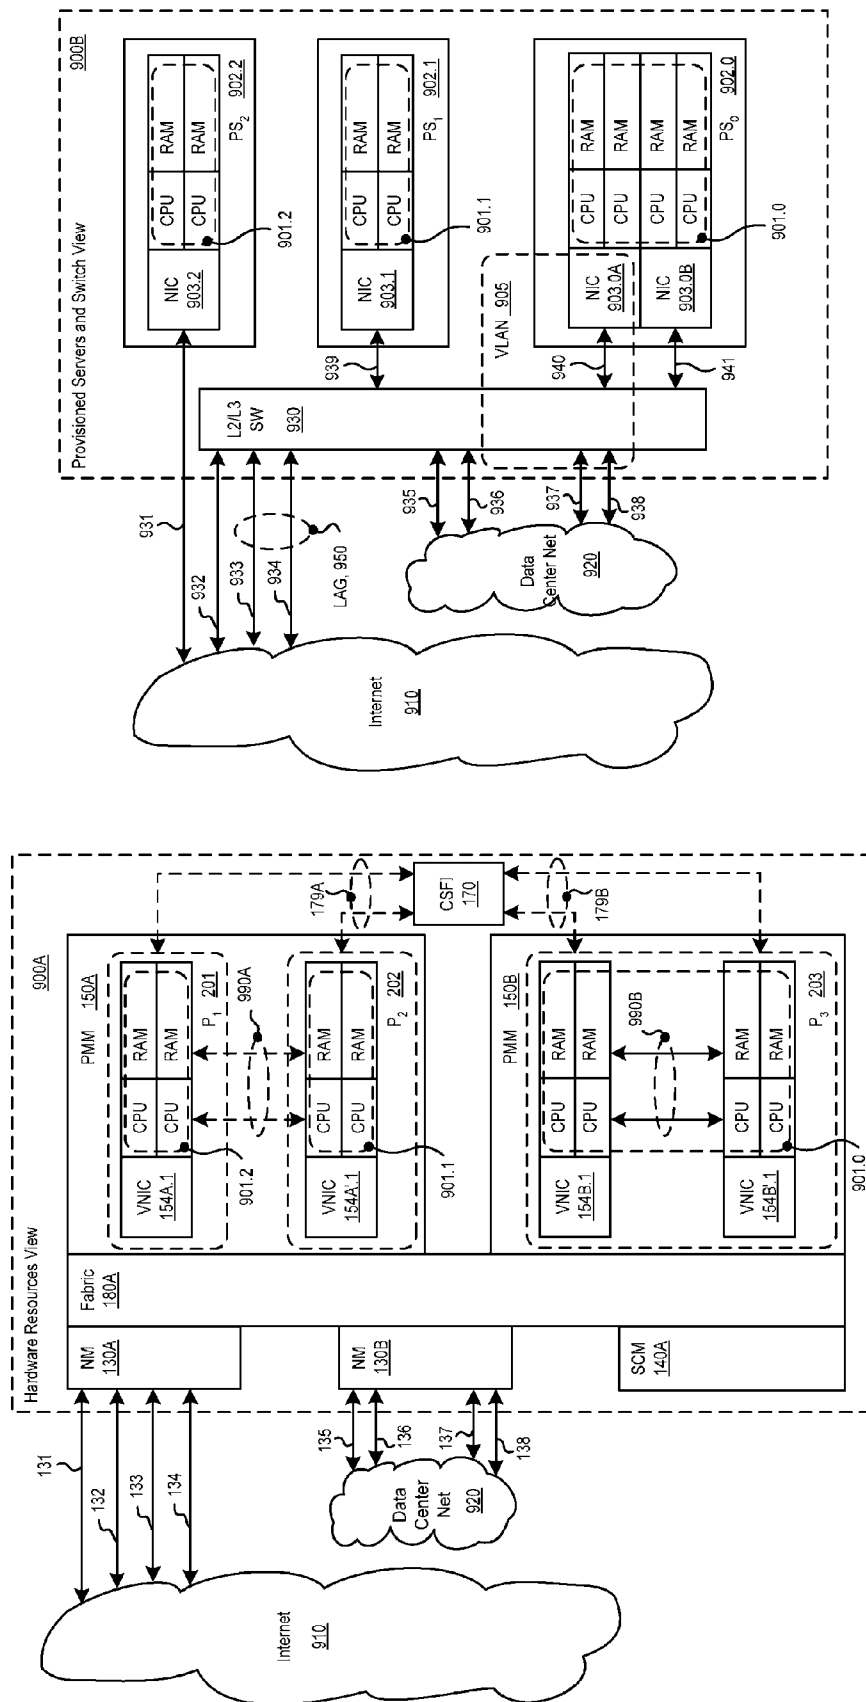 Hardware Resources View
900A
PMM
150A
VNIC
154A.1
CPU
RAM
CPU
RAM
P1
201
901.2
990A
VNIC
154A'.1
CPU
RAM
CPU
RAM
P2
202
901.1
179A
CSFI
170
179B
PMM
150B
VNIC
154B.1
CPU
RAM
CPU
RAM
990B
VNIC
154B'.1
CPU
RAM
CPU
RAM
P3
203
901.0
Fabric
180A
NM
130A
NM
130B
SCM
140A
131
132
133
134
135
136
137
138
Data
Center
Net
920
Internet
910
Provisioned Servers and Switch View
900B
NIC
903.2
CPU
RAM
CPU
RAM
901.2
PS2
902.2
NIC
903.1
CPU
RAM
CPU
RAM
901.1
PS1
902.1
VLAN
905
NIC
903.0A
NIC
903.0B
CPU
RAM
CPU
RAM
CPU
RAM
CPU
RAM
901.0
PS0
902.0
939
940
941
L2/L3
SW
930
931
932
933
934
LAG, 950
935
936
937
938
Data
Center Net
920
Internet
910